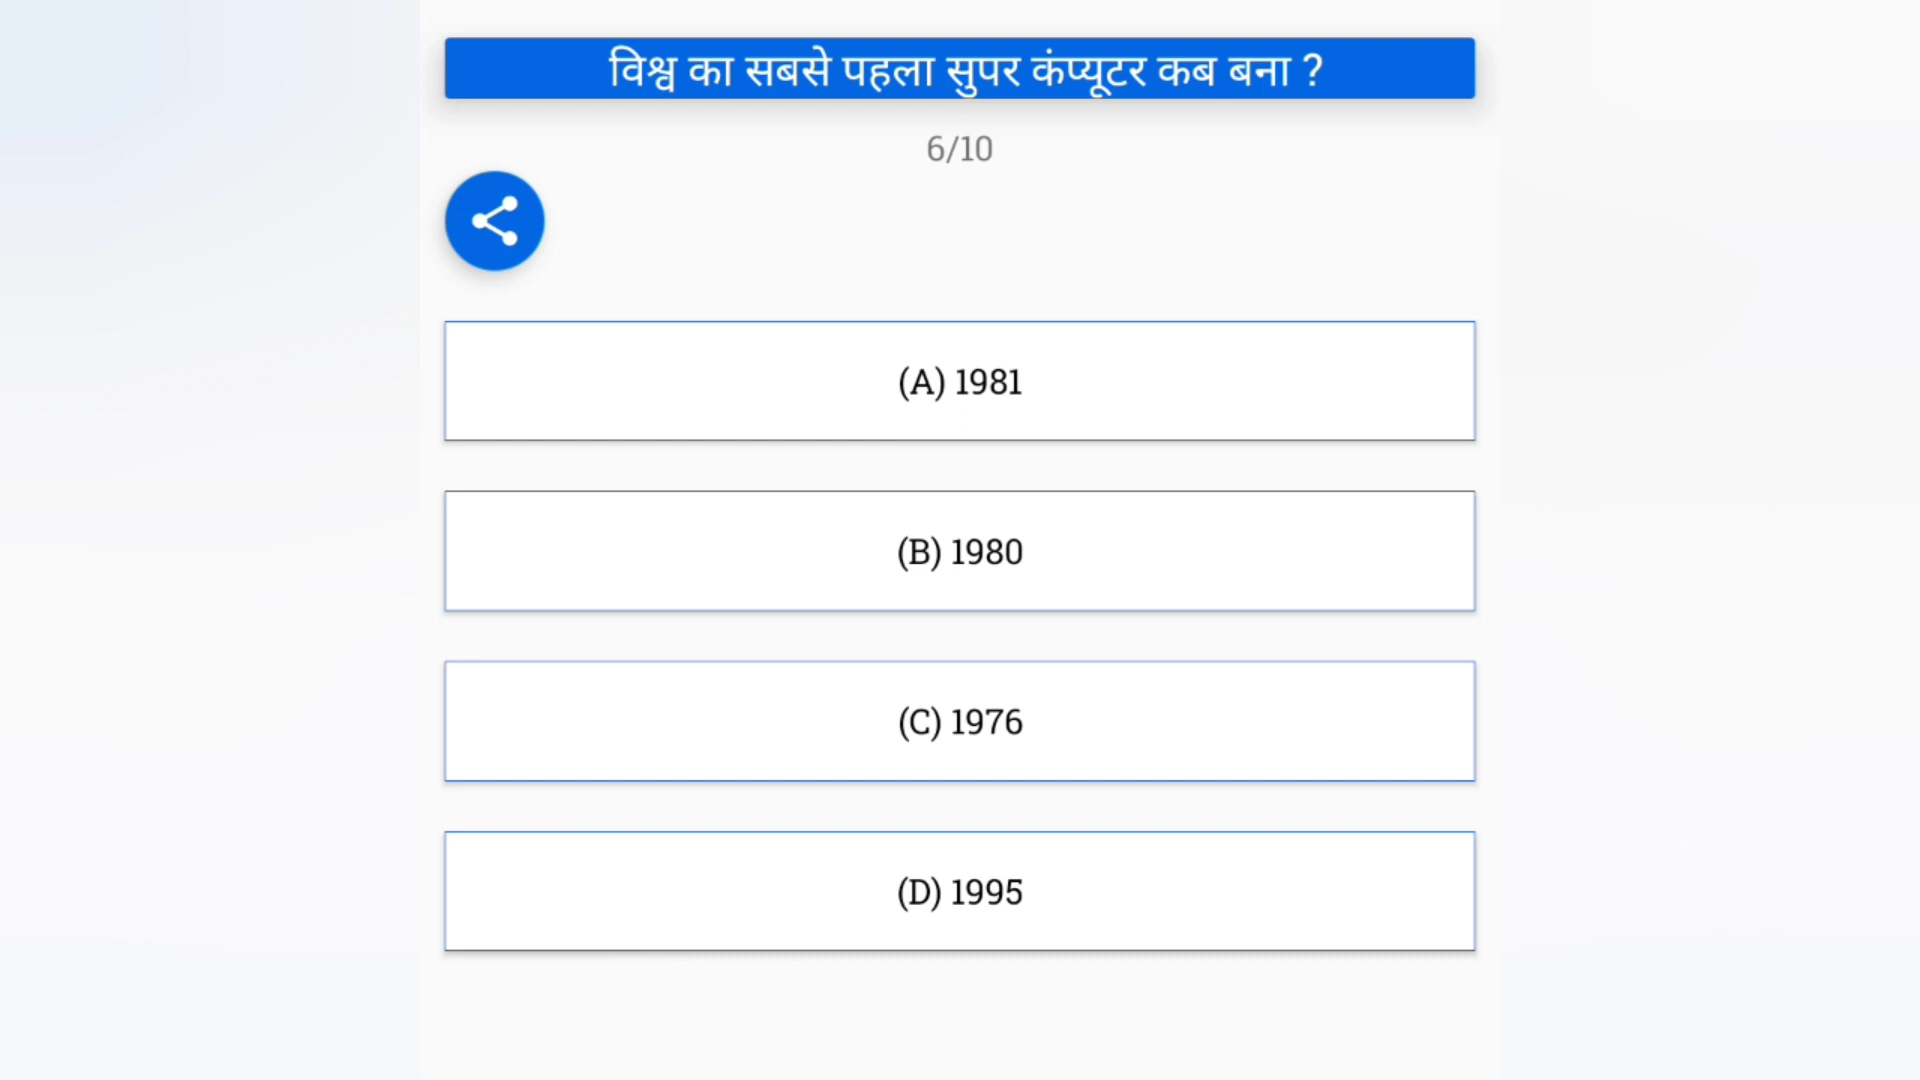 विश्व का सबसे पहला सुपर कंप्यूटर कब बना ?
6/10
(A) 1981
(B) 1980
(C) 1976
(D) 1995